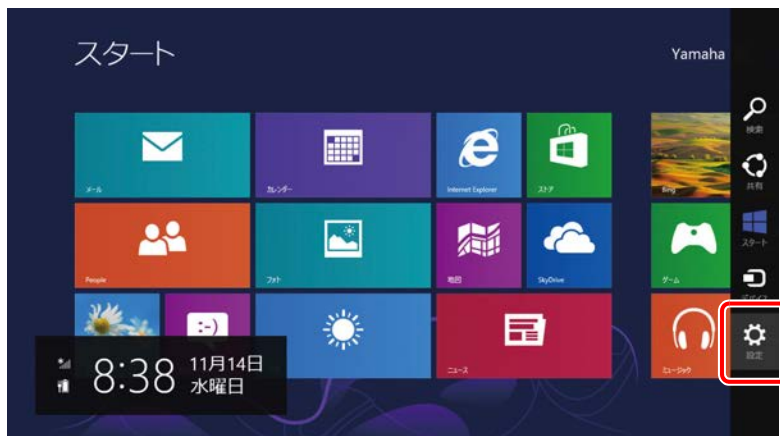 スタート
Yamaha
メール
カレンダー
Internet Explorer
ストア
Bing
People
フォト
地図
SkyDrive
ゲーム
ニュース
ミュージック
8:38
11月14日
水曜日
検索
共有
スタート
デバイス
設定
:-)